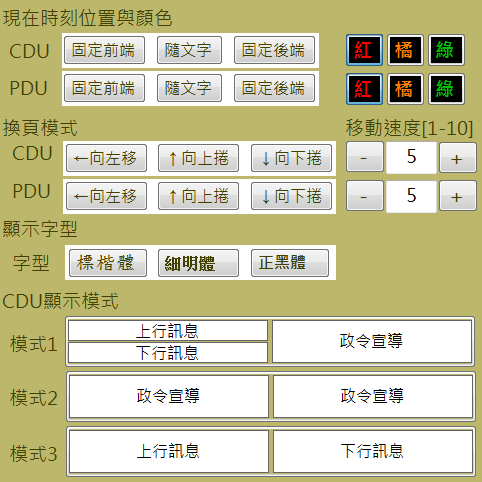 現在時刻位置與顏色
CDU 固定前端 隨文字 固定後端 紅 橘 綠
PDU 固定前端 隨文字 固定後端 紅 橘 綠
換頁模式 移動速度[1-10]
CDU ←向左移 ↑向上捲 ↓向下捲 - 5 +
PDU ←向左移 ↑向上捲 ↓向下捲 - 5 +
顯示字型
字型 標楷體 細明體 正黑體
CDU顯示模式
模式1 上行訊息 政令宣導
下行訊息
模式2 政令宣導 政令宣導
模式3 上行訊息 下行訊息